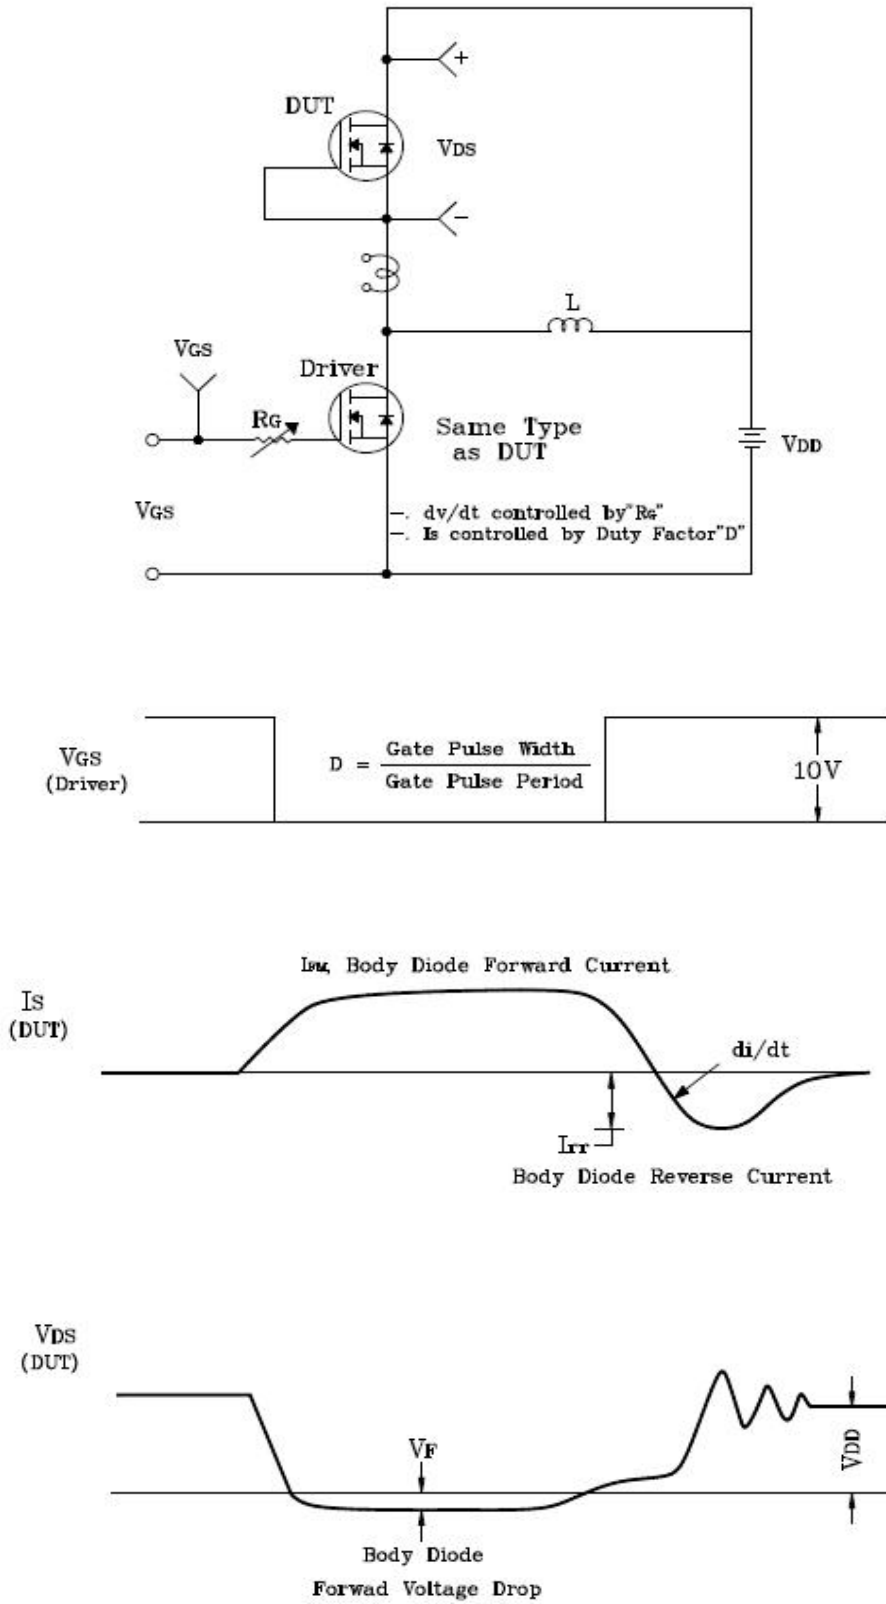 +
DUT
VDS
−
L
VGS
Driver
RG
Same Type
as DUT
VDD
VGS
−. dv/dt controlled by"RG"
−. Is controlled by Duty Factor"D"
VGS
(Driver)
D = Gate Pulse Width
Gate Pulse Period
10V
IFM, Body Diode Forward Current
IS
(DUT)
di/dt
Irr
Body Diode Reverse Current
VDS
(DUT)
VF
VDD
Body Diode
Forwad Voltage Drop